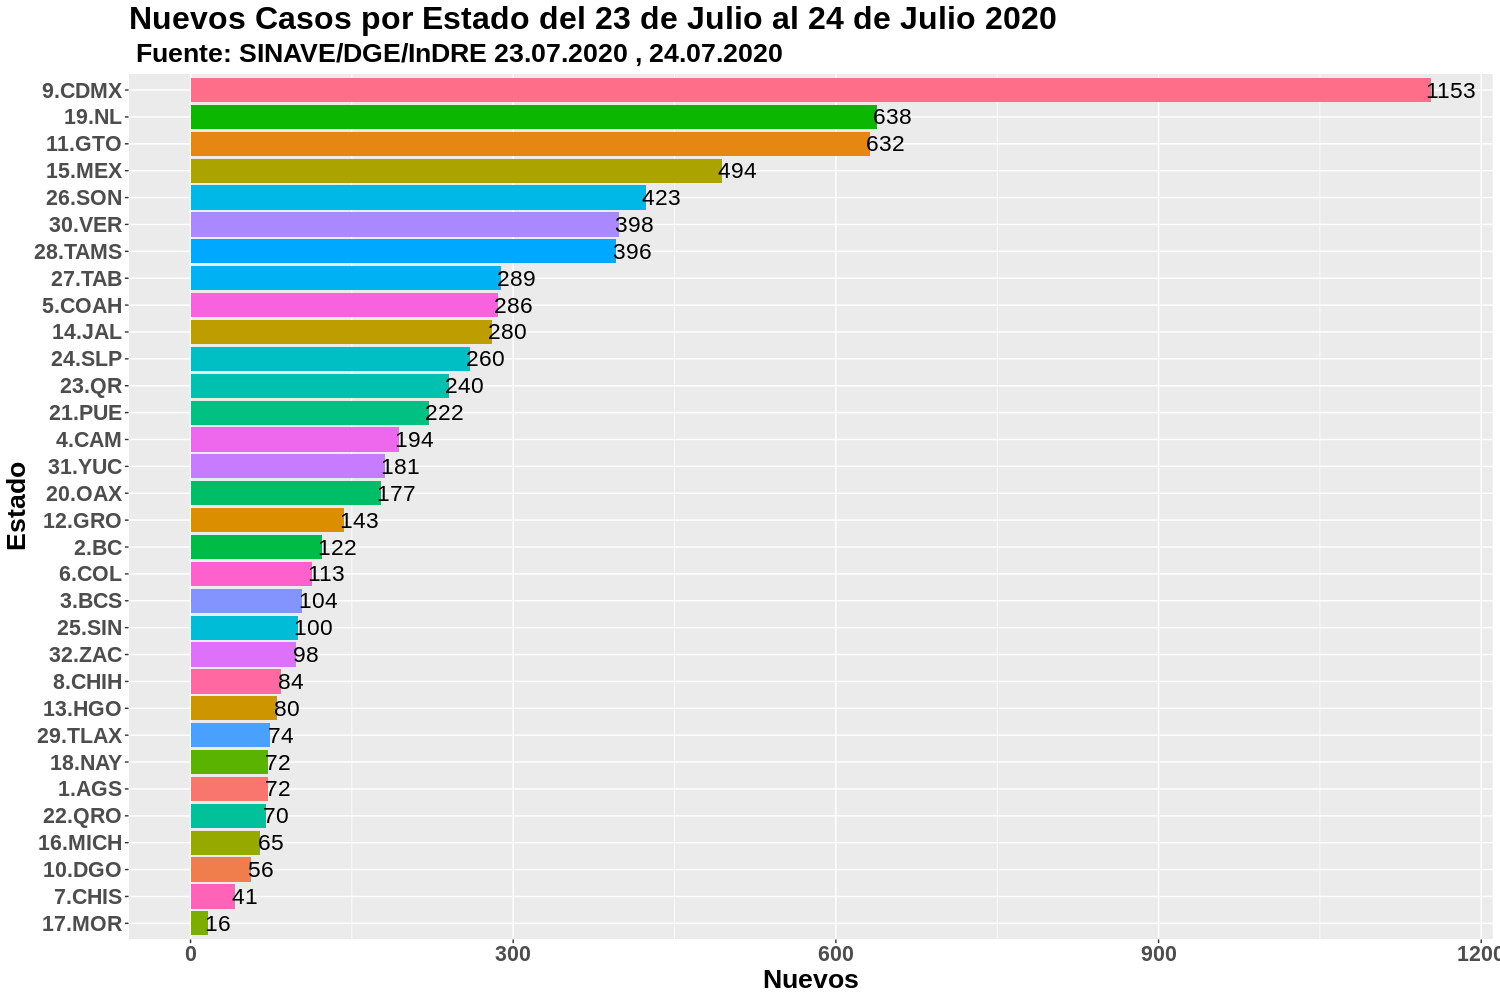 Nuevos Casos por Estado del 23 de Julio al 24 de Julio 2020
Fuente: SINAVE/DGE/InDRE 23.07.2020 , 24.07.2020
Estado
9.CDMX 1153
19.NL 638
11.GTO 632
15.MEX 494
26.SON 423
30.VER 398
28.TAMS 396
27.TAB 289
5.COAH 286
14.JAL 280
24.SLP 260
23.QR 240
21.PUE 222
4.CAM 194
31.YUC 181
20.OAX 177
12.GRO 143
2.BC 122
6.COL 113
3.BCS 104
25.SIN 100
32.ZAC 98
8.CHIH 84
13.HGO 80
29.TLAX 74
18.NAY 72
1.AGS 72
22.QRO 70
16.MICH 65
10.DGO 56
7.CHIS 41
17.MOR 16
0 300 600 900 1200
Nuevos